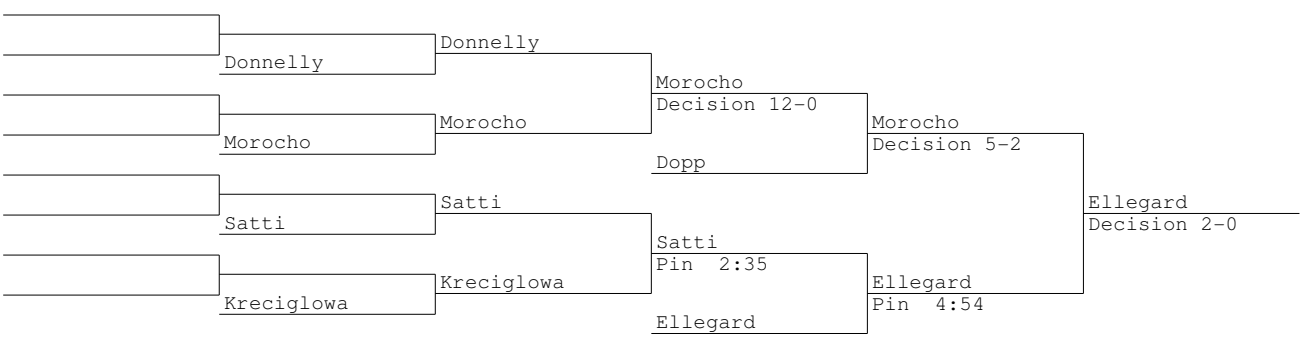 Donnelly
Donnelly
Morocho
Decision 12-0
Morocho
Morocho
Morocho
Decision 5-2
Dopp
Satti
Satti
Ellegard
Decision 2-0
Satti
Pin 2:35
Kreciglowa
Kreciglowa
Ellegard
Pin 4:54
Ellegard